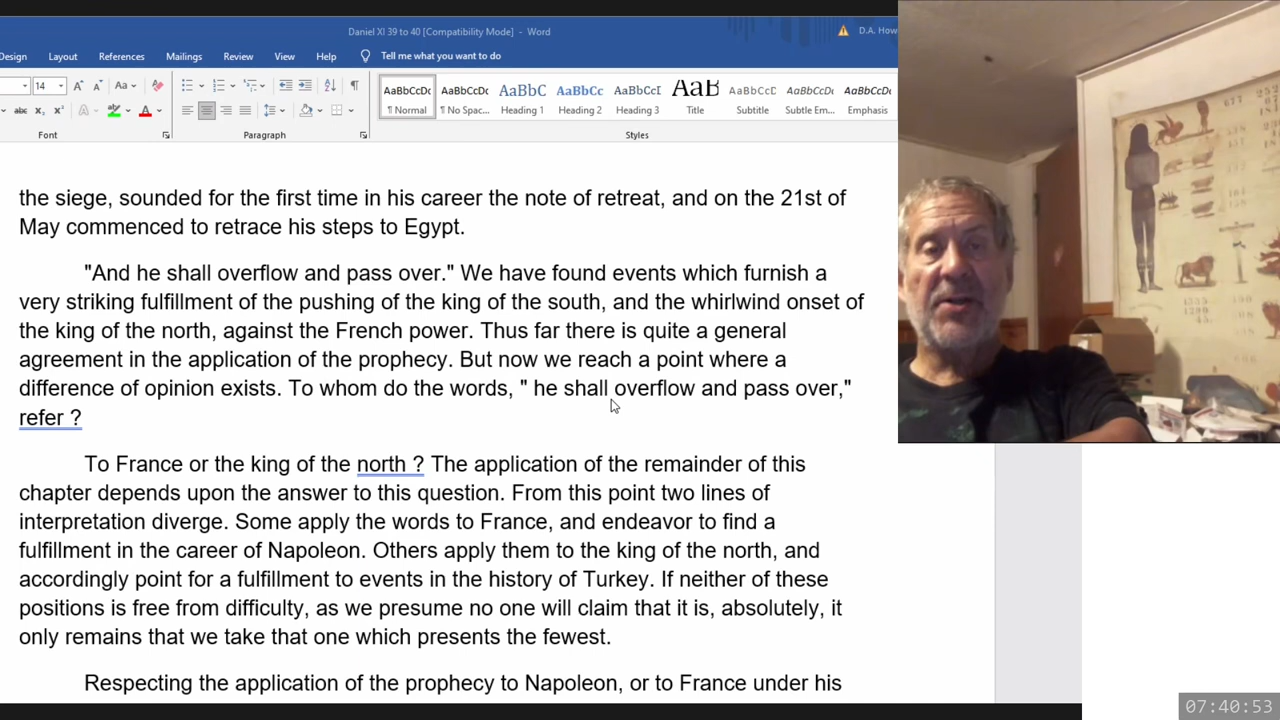 Daniel XI 39 to 40 [Compatibility Mode] - Word
D.A. How
Design Layout References Mailings Review View Help Tell me what you want to do
14 Aa
AaBbCcDc AaBbCcDc AaBbC AaBbCc AaBbCcI AaB AaBbCcD AaBbCcDc AaBbCcDc
¶ Normal ¶ No Spac... Heading 1 Heading 2 Heading 3 Title Subtitle Subtle Em... Emphasis
Font Paragraph Styles
the siege, sounded for the first time in his career the note of retreat, and on the 21st of
May commenced to retrace his steps to Egypt.
"And he shall overflow and pass over." We have found events which furnish a
very striking fulfillment of the pushing of the king of the south, and the whirlwind onset of
the king of the north, against the French power. Thus far there is quite a general
agreement in the application of the prophecy. But now we reach a point where a
difference of opinion exists. To whom do the words, " he shall overflow and pass over,"
refer ?
To France or the king of the north ? The application of the remainder of this
chapter depends upon the answer to this question. From this point two lines of
interpretation diverge. Some apply the words to France, and endeavor to find a
fulfillment in the career of Napoleon. Others apply them to the king of the north, and
accordingly point for a fulfillment to events in the history of Turkey. If neither of these
positions is free from difficulty, as we presume no one will claim that it is, absolutely, it
only remains that we take that one which presents the fewest.
Respecting the application of the prophecy to Napoleon, or to France under his
677
1335
07:40:53